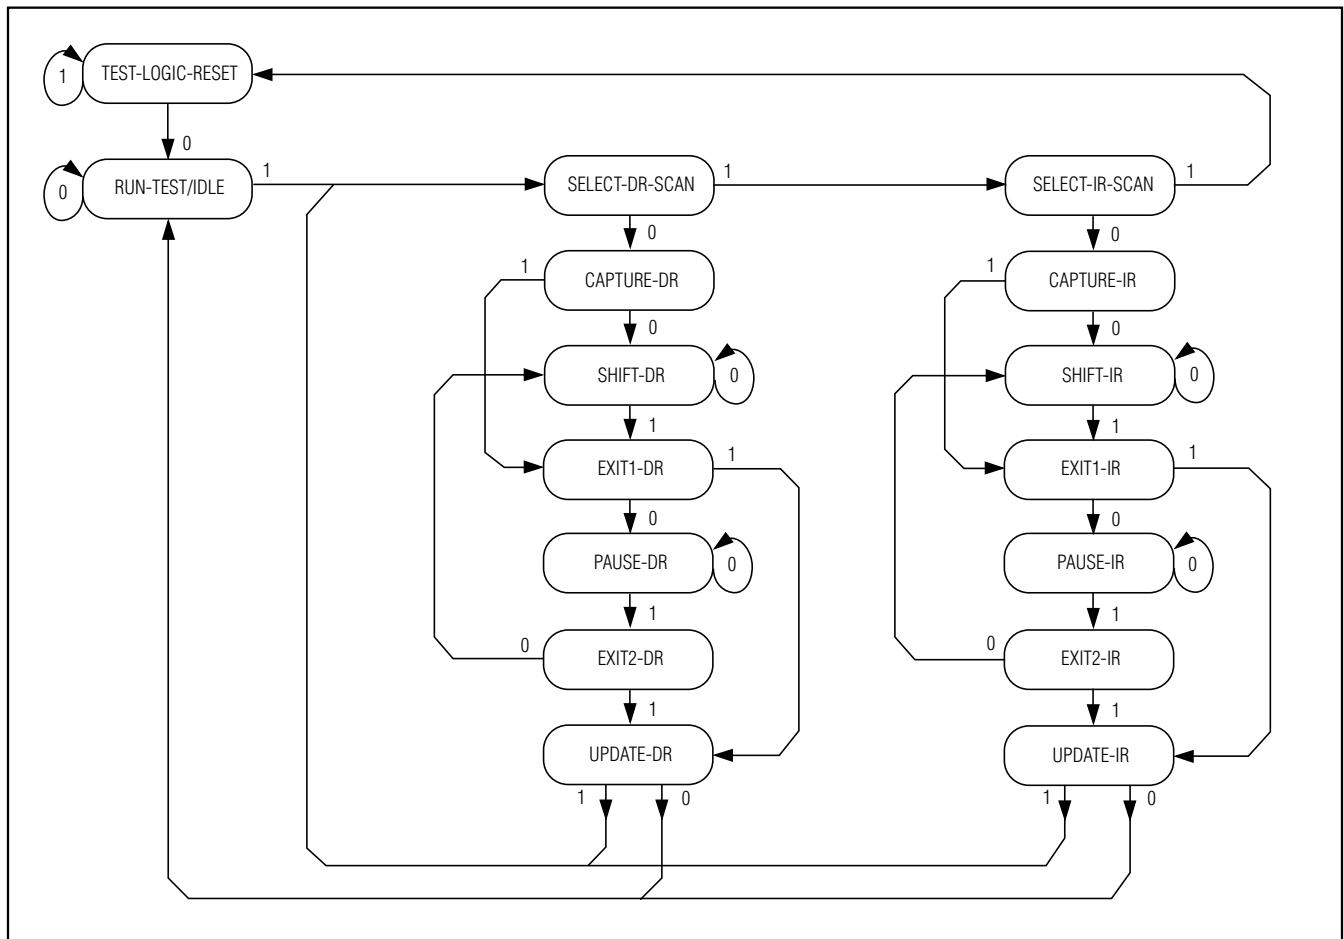 1
TEST-LOGIC-RESET
0
0
RUN-TEST/IDLE
1
SELECT-DR-SCAN
1
SELECT-IR-SCAN
1
0
0
1
CAPTURE-DR
1
CAPTURE-IR
0
0
SHIFT-DR
0
SHIFT-IR
0
1
1
EXIT1-DR
1
EXIT1-IR
1
0
0
PAUSE-DR
0
PAUSE-IR
0
1
1
0
EXIT2-DR
0
EXIT2-IR
1
1
UPDATE-DR
UPDATE-IR
1
0
1
0